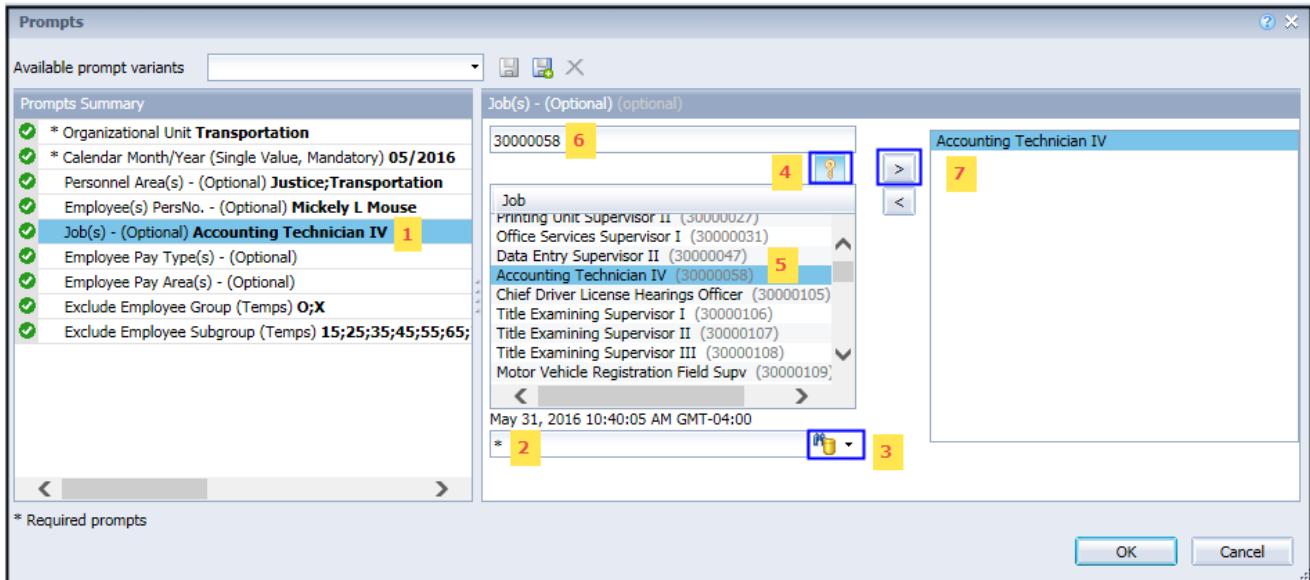 Prompts
Available prompt variants
Prompts Summary
* Organizational Unit Transportation
* Calendar Month/Year (Single Value, Mandatory) 05/2016
Personnel Area(s) - (Optional) Justice;Transportation
Employee(s) PersNo. - (Optional) Mickely L Mouse
Job(s) - (Optional) Accounting Technician IV 1
Employee Pay Type(s) - (Optional)
Employee Pay Area(s) - (Optional)
Exclude Employee Group (Temps) O;X
Exclude Employee Subgroup (Temps) 15;25;35;45;55;65;
* Required prompts
Job(s) - (Optional) (optional)
30000058 6
4
Job
Printing Unit Supervisor II (30000027)
Office Services Supervisor I (30000031)
Data Entry Supervisor II (30000047)
5
Accounting Technician IV (30000058)
Chief Driver License Hearings Officer (30000105)
Title Examining Supervisor I (30000106)
Title Examining Supervisor II (30000107)
Title Examining Supervisor III (30000108)
Motor Vehicle Registration Field Supv (30000109)
May 31, 2016 10:40:05 AM GMT-04:00
* 2
3
>
<
7
Accounting Technician IV
OK
Cancel